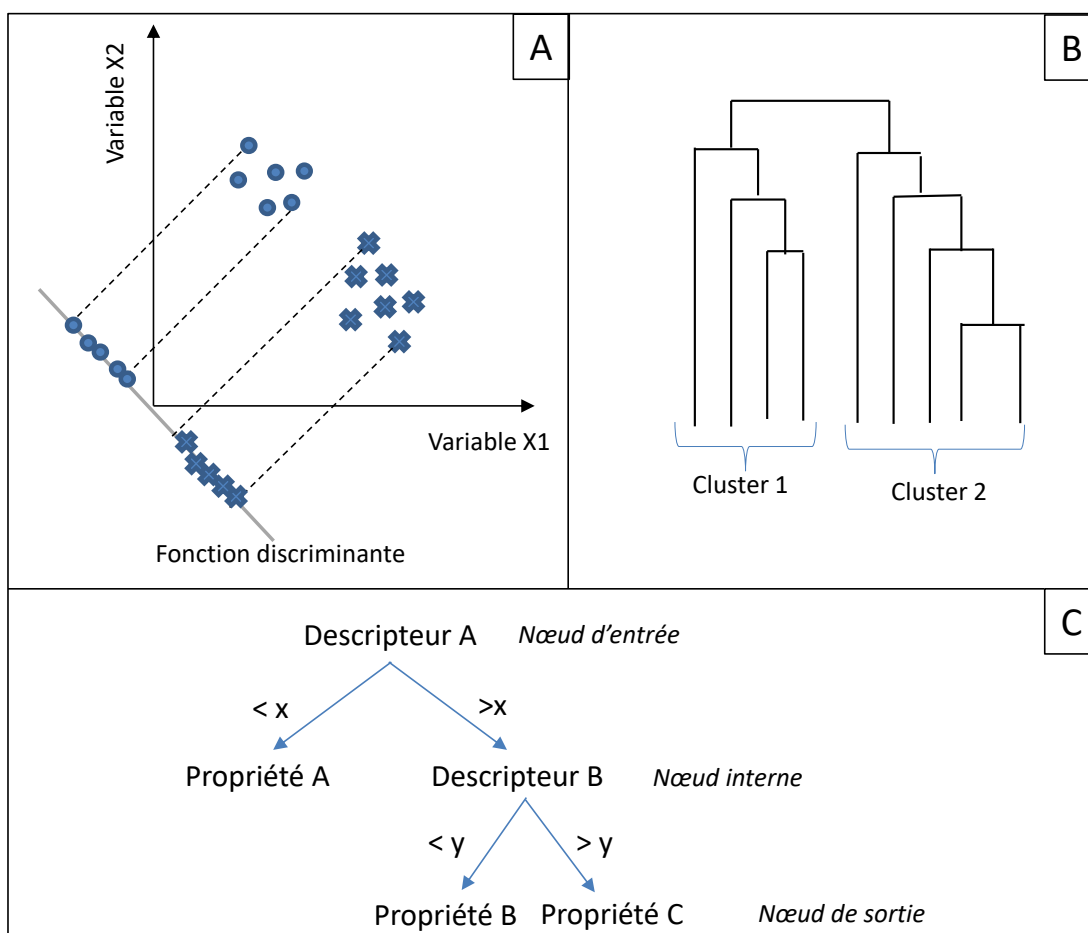 A
Variable X2
Variable X1
Fonction discriminante
B
Cluster 1
Cluster 2
C
Descripteur A Nœud d’entrée
< x >x
Propriété A Descripteur B Nœud interne
< y > y
Propriété B Propriété C Nœud de sortie